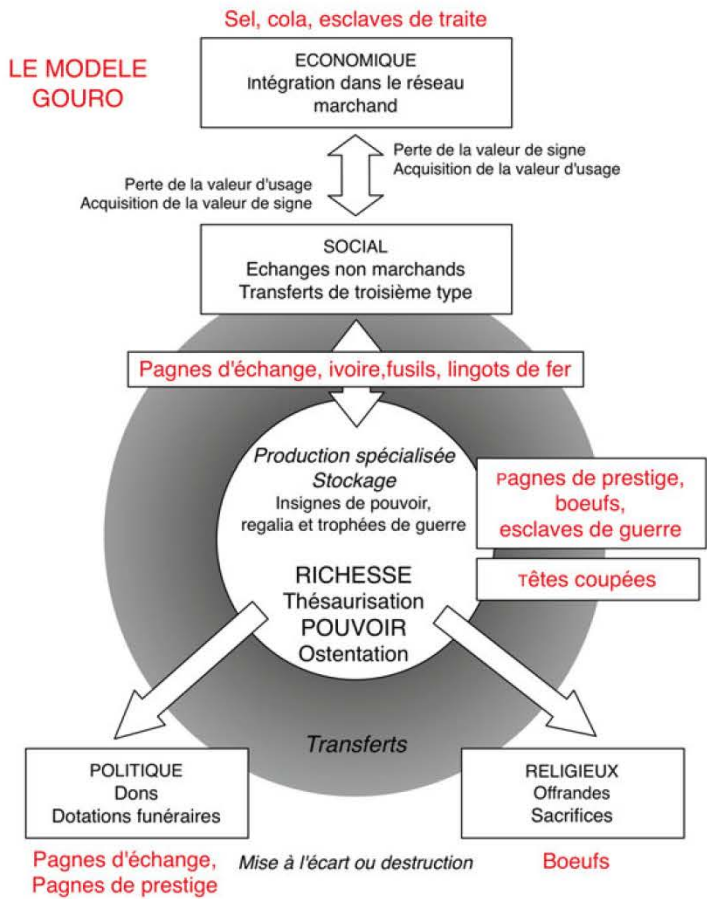 Sel, cola, esclaves de traite
LE MODELE
GOURO
ECONOMIQUE
Intégration dans le réseau
marchand
Perte de la valeur de signe
Acquisition de la valeur d'usage
Perte de la valeur d'usage
Acquisition de la valeur de signe
SOCIAL
Echanges non marchands
Transferts de troisième type
Pagnes d'échange, ivoire,fusils, lingots de fer
Production spécialisée
Stockage
Insignes de pouvoir,
regalia et trophées de guerre
Pagnes de prestige,
boeufs,
esclaves de guerre
Têtes coupées
RICHESSE
Thésaurisation
POUVOIR
Ostentation
Transferts
POLITIQUE
Dons
Dotations funéraires
RELIGIEUX
Offrandes
Sacrifices
Pagnes d'échange,
Pagnes de prestige
Mise à l'écart ou destruction
Boeufs